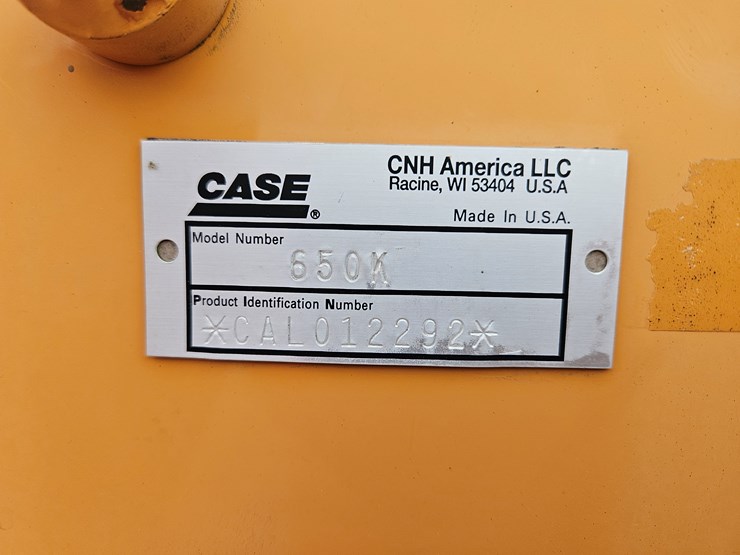 CASE®
CNH America LLC
Racine, WI 53404 U.S.A
Made In U.S.A.
Model Number
650K
Product Identification Number
*CAL012292*